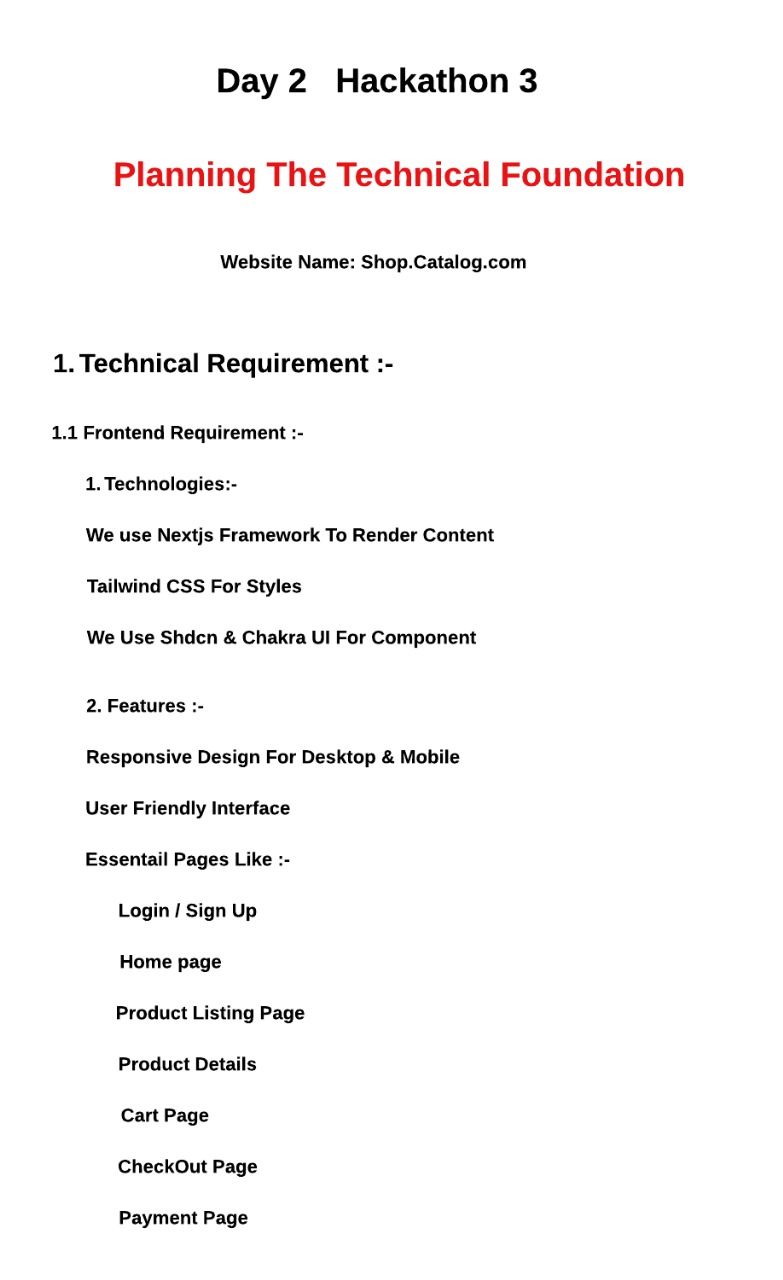 Day 2 Hackathon 3
Planning The Technical Foundation
Website Name: Shop.Catalog.com
1. Technical Requirement :-
1.1 Frontend Requirement :-
1. Technologies:-
We use Nextjs Framework To Render Content
Tailwind CSS For Styles
We Use Shdcn & Chakra UI For Component
2. Features :-
Responsive Design For Desktop & Mobile
User Friendly Interface
Essentail Pages Like :-
Login / Sign Up
Home page
Product Listing Page
Product Details
Cart Page
CheckOut Page
Payment Page